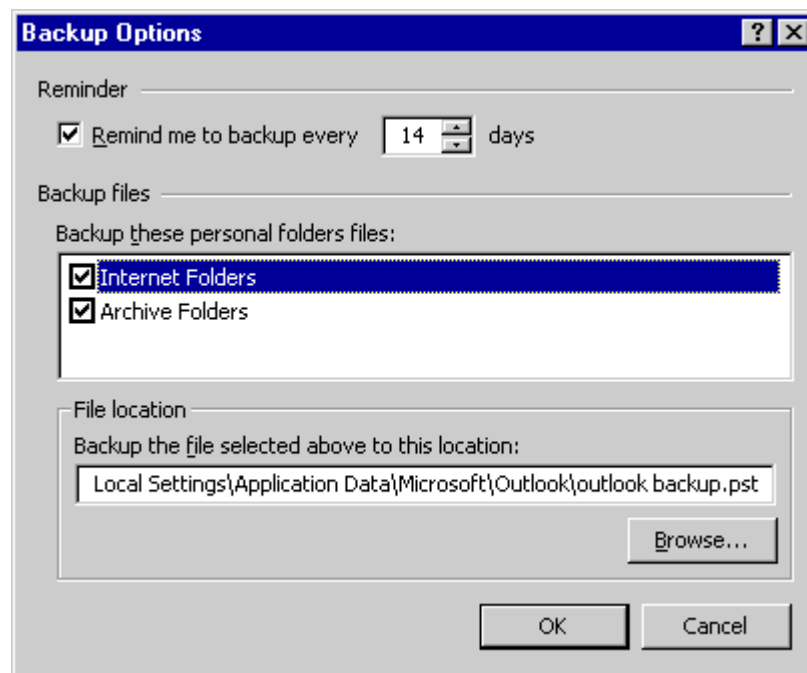 Backup Options
Reminder
Remind me to backup every 14 days
Backup files
Backup these personal folders files:
Internet Folders
Archive Folders
File location
Backup the file selected above to this location:
Local Settings\Application Data\Microsoft\Outlook\outlook backup.pst
Browse...
OK Cancel